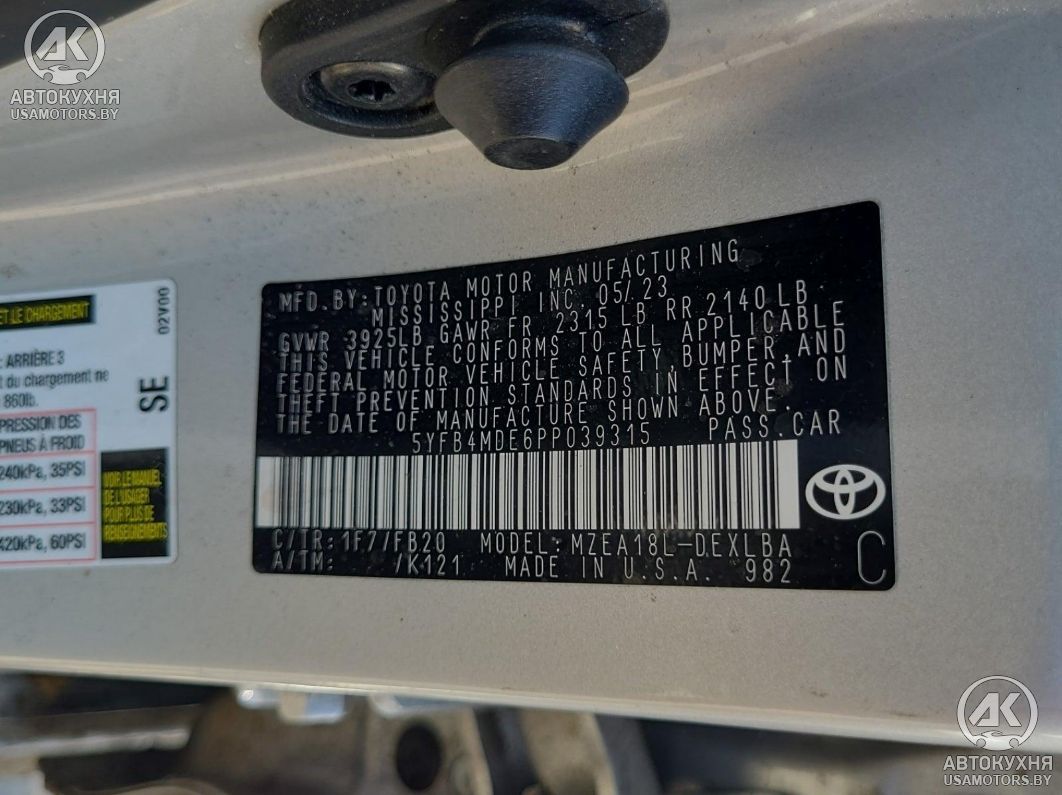 АК
АВТОКУХНЯ
USAMOTORS.BY
MFD. BY: TOYOTA MOTOR MANUFACTURING
MISSISSIPPI INC. 05/23
GVWR 3925LB GAWR FR 2315 LB RR 2140 LB
THIS VEHICLE CONFORMS TO ALL APPLICABLE
FEDERAL MOTOR VEHICLE SAFETY, BUMPER, AND
THEFT PREVENTION STANDARDS IN EFFECT ON
THE DATE OF MANUFACTURE SHOWN ABOVE.
5YFB4MDE6PP039315 PASS. CAR
C/TR: 1F7/FB20 MODEL: MZEA18L-DEXLBA
A/TM: /K121 MADE IN U.S.A. 982
C
ET LE CHARGEMENT
02V00
ARRIÈRE 3
t du chargement ne
860lb.
SE
PRESSION DES
PNEUS À FROID
240kPa, 35PSI
230kPa, 33PSI
420kPa, 60PSI
VOIR LE MANUEL
DE L'USAGER
POUR PLUS DE
RENSEIGNEMENTS
АК
АВТОКУХНЯ
USAMOTORS.BY